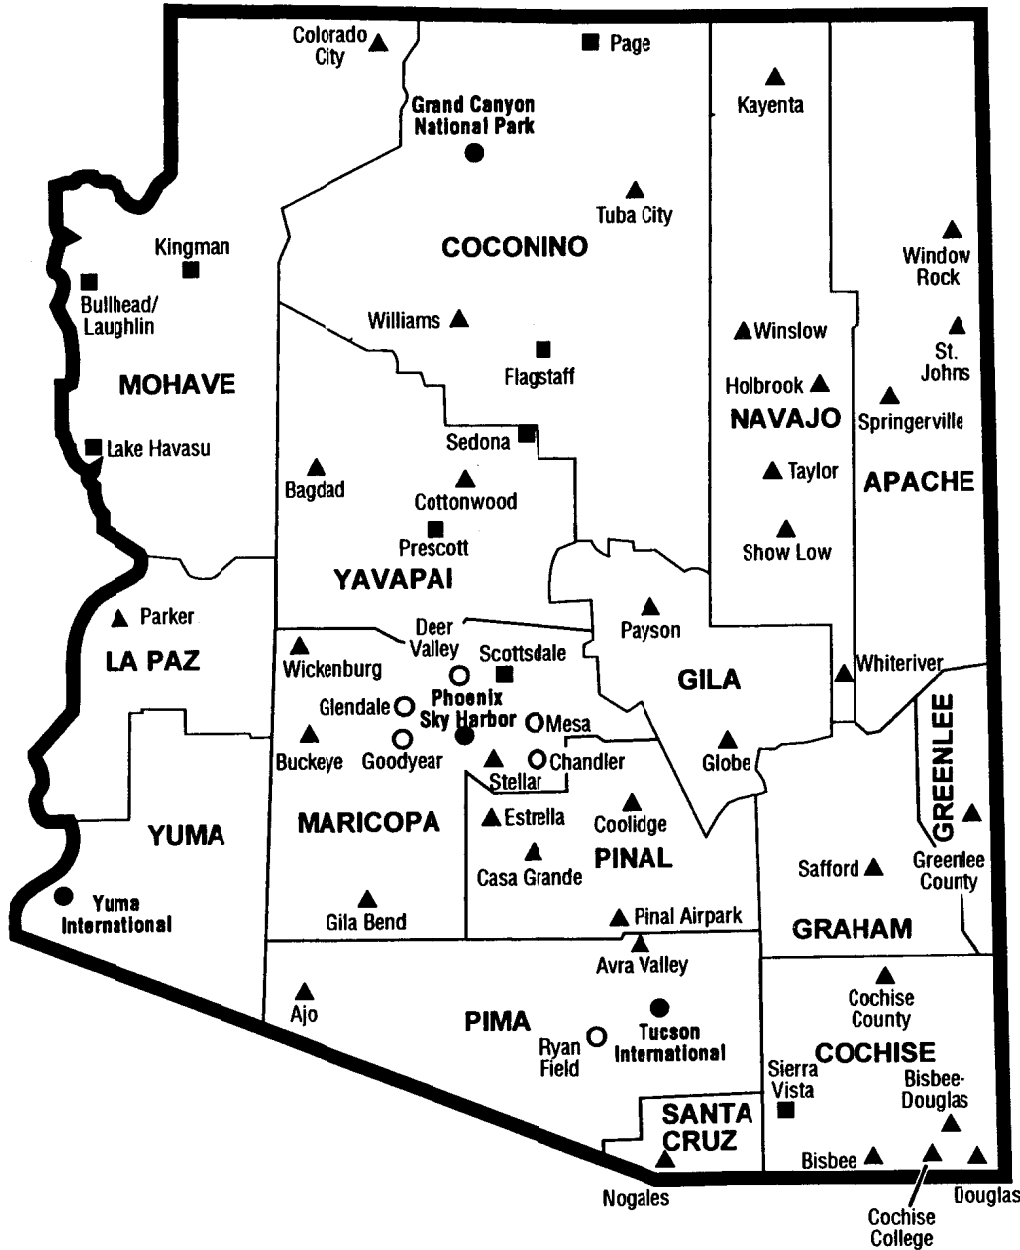 Colorado
City
Page
Kayenta
Grand Canyon
National Park
Tuba City
COCONINO
Kingman
Window
Rock
Bullhead/
Laughlin
Williams
Winslow
St.
Johns
Flagstaff
MOHAVE
Holbrook
NAVAJO
Springerville
Sedona
Lake Havasu
Bagdad
Cottonwood
Taylor
APACHE
Prescott
Show Low
YAVAPAI
Parker
Deer
Valley
Payson
LA PAZ
Wickenburg
Scottsdale
Whiteriver
GILA
Phoenix
Sky Harbor
Glendale
Mesa
Buckeye
Goodyear
Chandler
Globe
Stellar
GREENLEE
YUMA
MARICOPA
Estrella
Coolidge
PINAL
Casa Grande
Safford
Greenlee
County
Yuma
International
Gila Bend
Pinal Airpark
GRAHAM
Avra Valley
Ajo
PIMA
Tucson
International
Ryan
Field
Cochise
County
COCHISE
Sierra
Vista
Bisbee-
Douglas
SANTA
CRUZ
Bisbee
Nogales
Douglas
Cochise
College